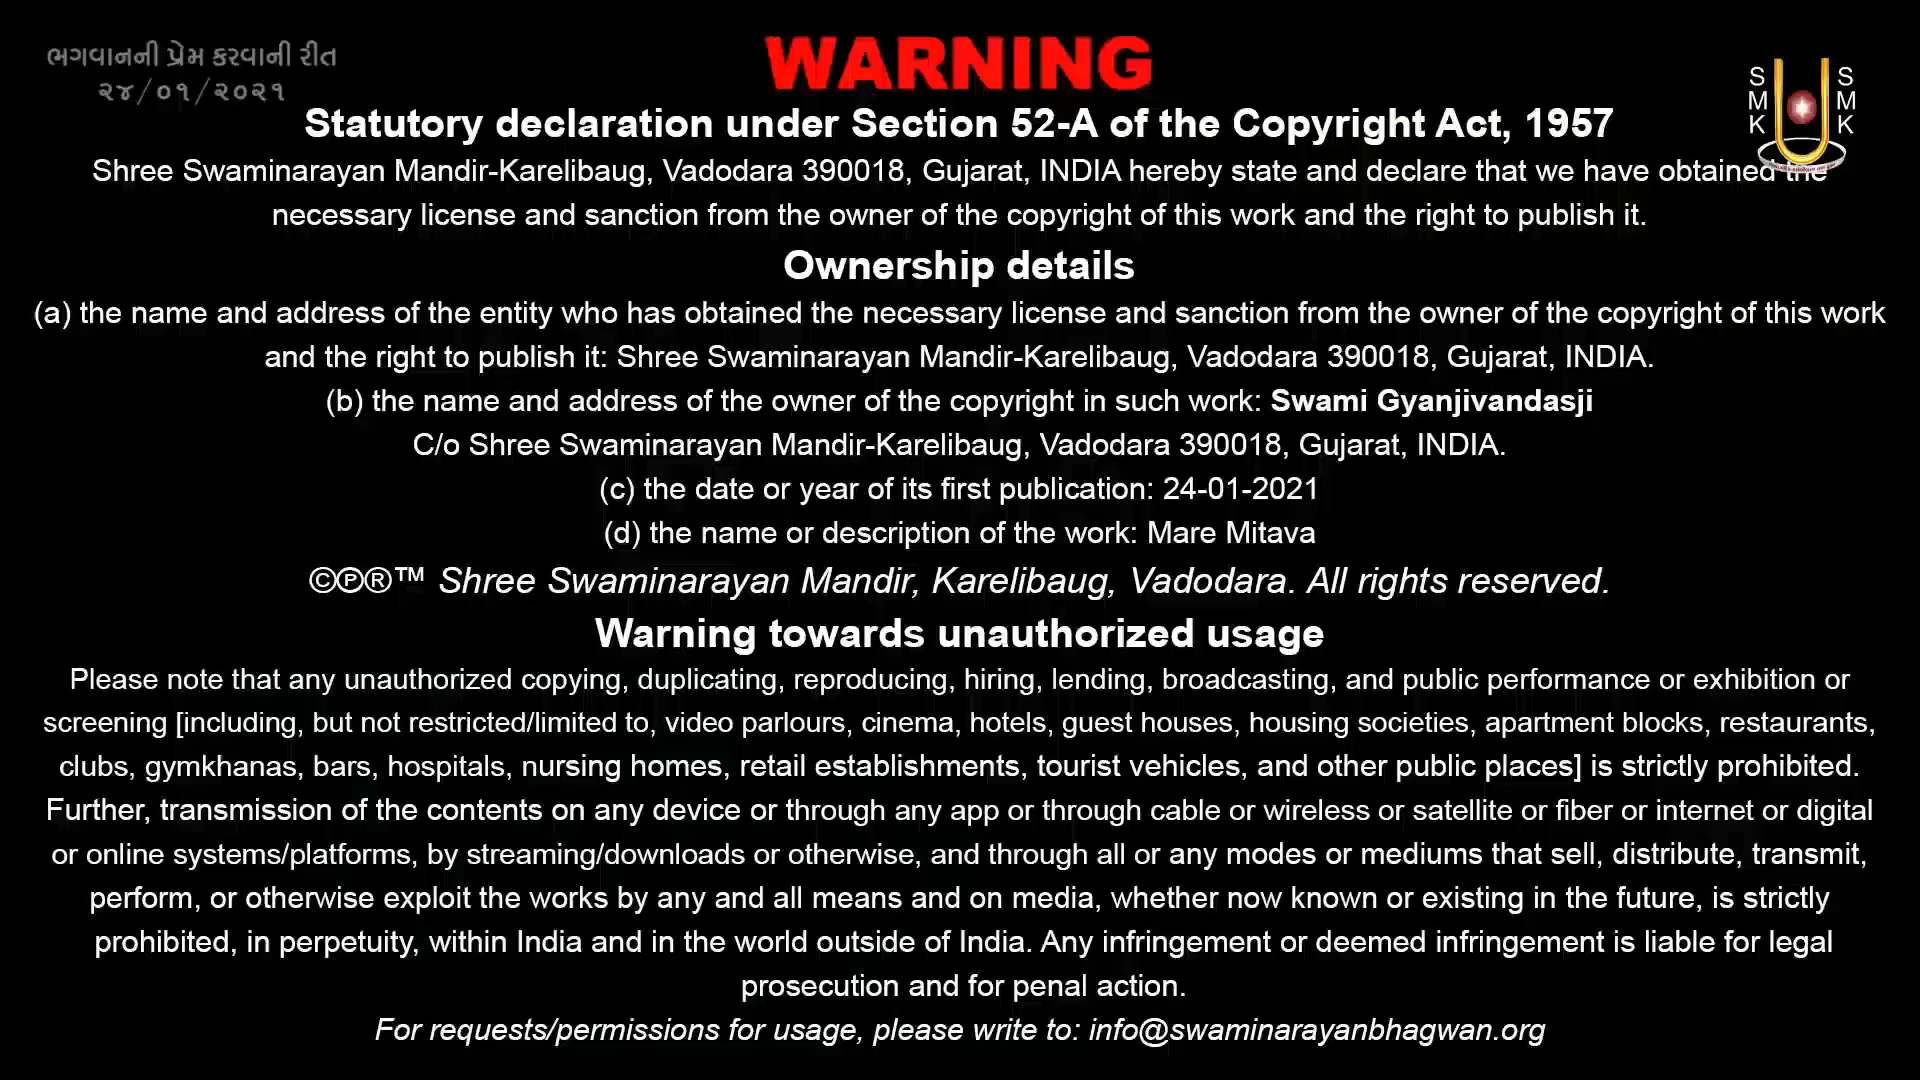 ભગવાનની પ્રેમ કરવાની રીત
૨૪/૦૧/૨૦૨૧
WARNING
S S
M M
K K
Statutory declaration under Section 52-A of the Copyright Act, 1957
Shree Swaminarayan Mandir-Karelibaug, Vadodara 390018, Gujarat, INDIA hereby state and declare that we have obtained the
necessary license and sanction from the owner of the copyright of this work and the right to publish it.
Ownership details
(a) the name and address of the entity who has obtained the necessary license and sanction from the owner of the copyright of this work
and the right to publish it: Shree Swaminarayan Mandir-Karelibaug, Vadodara 390018, Gujarat, INDIA.
(b) the name and address of the owner of the copyright in such work: Swami Gyanjivandasji
C/o Shree Swaminarayan Mandir-Karelibaug, Vadodara 390018, Gujarat, INDIA.
(c) the date or year of its first publication: 24-01-2021
(d) the name or description of the work: Mare Mitava
©℗®™ Shree Swaminarayan Mandir, Karelibaug, Vadodara. All rights reserved.
Warning towards unauthorized usage
Please note that any unauthorized copying, duplicating, reproducing, hiring, lending, broadcasting, and public performance or exhibition or
screening [including, but not restricted/limited to, video parlours, cinema, hotels, guest houses, housing societies, apartment blocks, restaurants,
clubs, gymkhanas, bars, hospitals, nursing homes, retail establishments, tourist vehicles, and other public places] is strictly prohibited.
Further, transmission of the contents on any device or through any app or through cable or wireless or satellite or fiber or internet or digital
or online systems/platforms, by streaming/downloads or otherwise, and through all or any modes or mediums that sell, distribute, transmit,
perform, or otherwise exploit the works by any and all means and on media, whether now known or existing in the future, is strictly
prohibited, in perpetuity, within India and in the world outside of India. Any infringement or deemed infringement is liable for legal
prosecution and for penal action.
For requests/permissions for usage, please write to: info@swaminarayanbhagwan.org